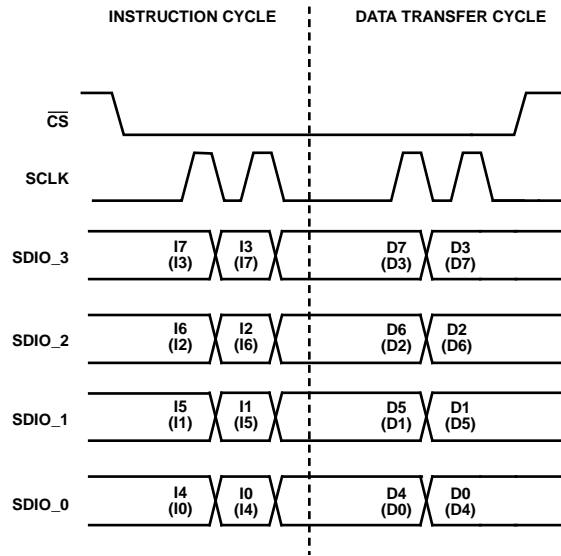 INSTRUCTION CYCLE DATA TRANSFER CYCLE
CS
SCLK
SDIO_3 I7 I3 D7 D3
(I3) (I7) (D3) (D7)
SDIO_2 I6 I2 D6 D2
(I2) (I6) (D2) (D6)
SDIO_1 I5 I1 D5 D1
(I1) (I5) (D1) (D5)
SDIO_0 I4 I0 D4 D0
(I0) (I4) (D0) (D4)